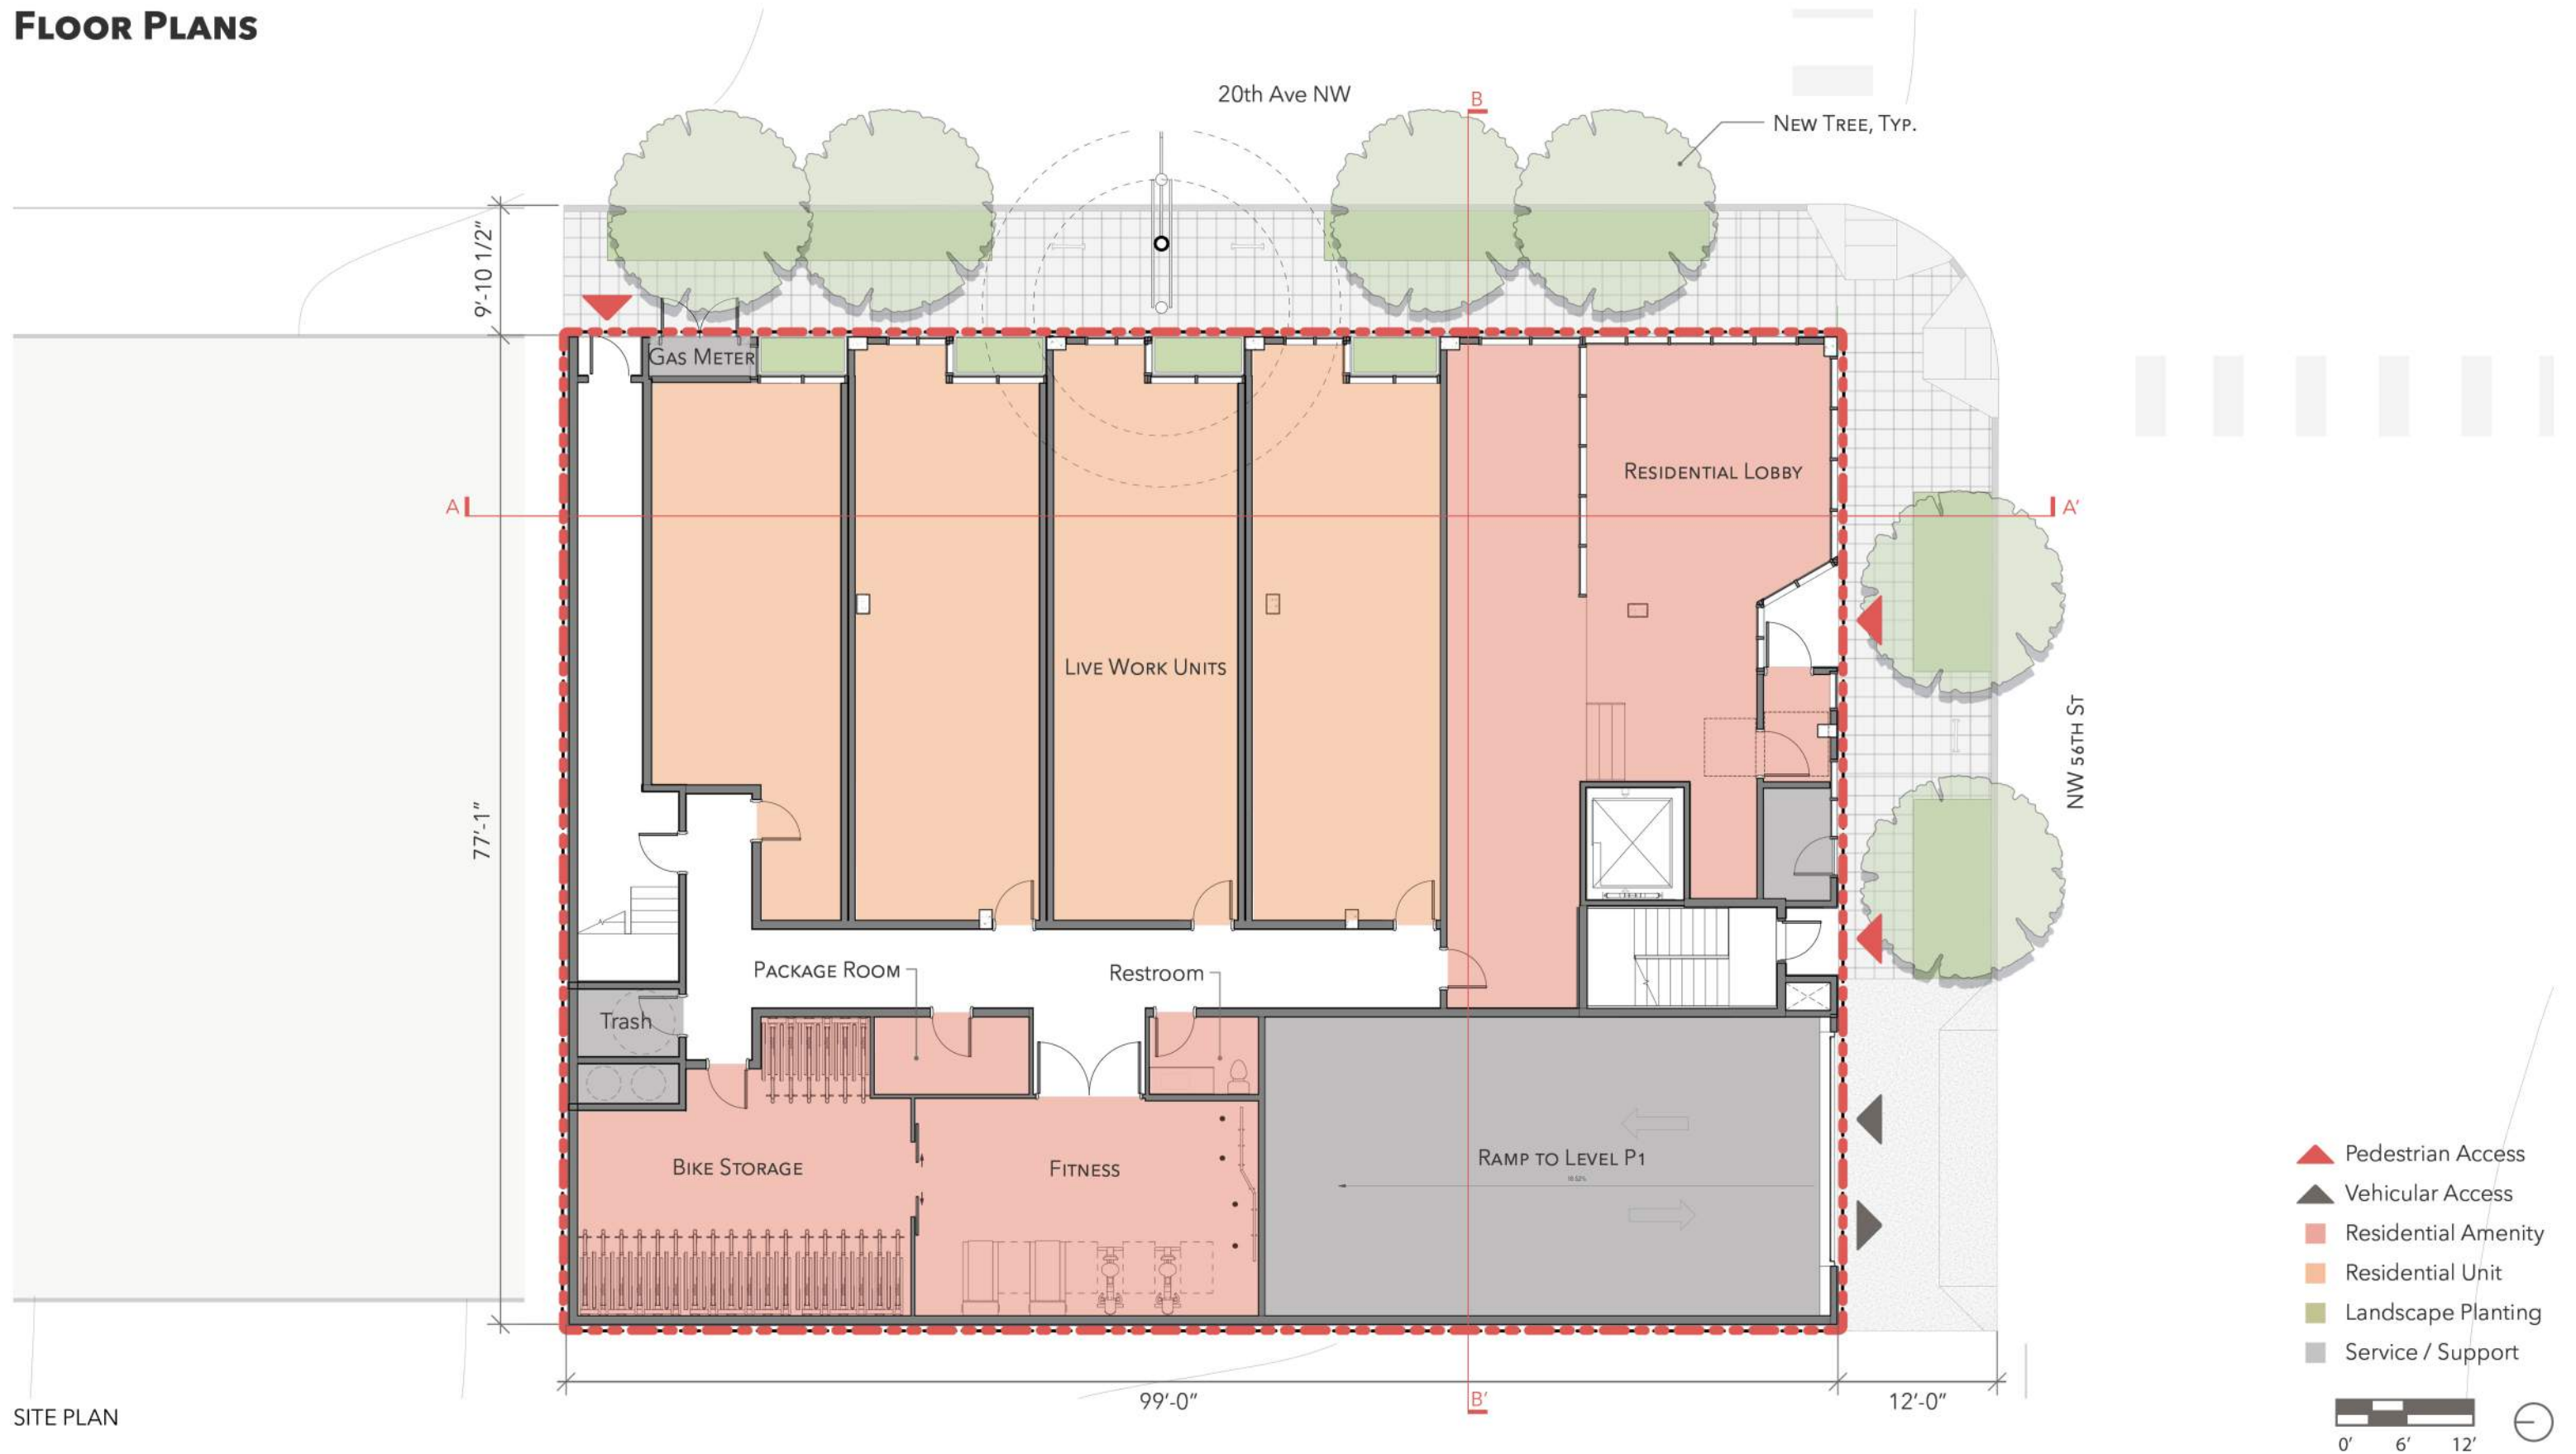 FLOOR PLANS
20th Ave NW
B
NEW TREE, TYP.
9'-10 1/2"
GAS METER
RESIDENTIAL LOBBY
A
A'
LIVE WORK UNITS
NW 56TH ST
77'-1"
PACKAGE ROOM
Restroom
Trash
BIKE STORAGE
FITNESS
RAMP TO LEVEL P1
Pedestrian Access
Vehicular Access
Residential Amenity
Residential Unit
Landscape Planting
Service / Support
99'-0"
B'
12'-0"
SITE PLAN
0' 6' 12'